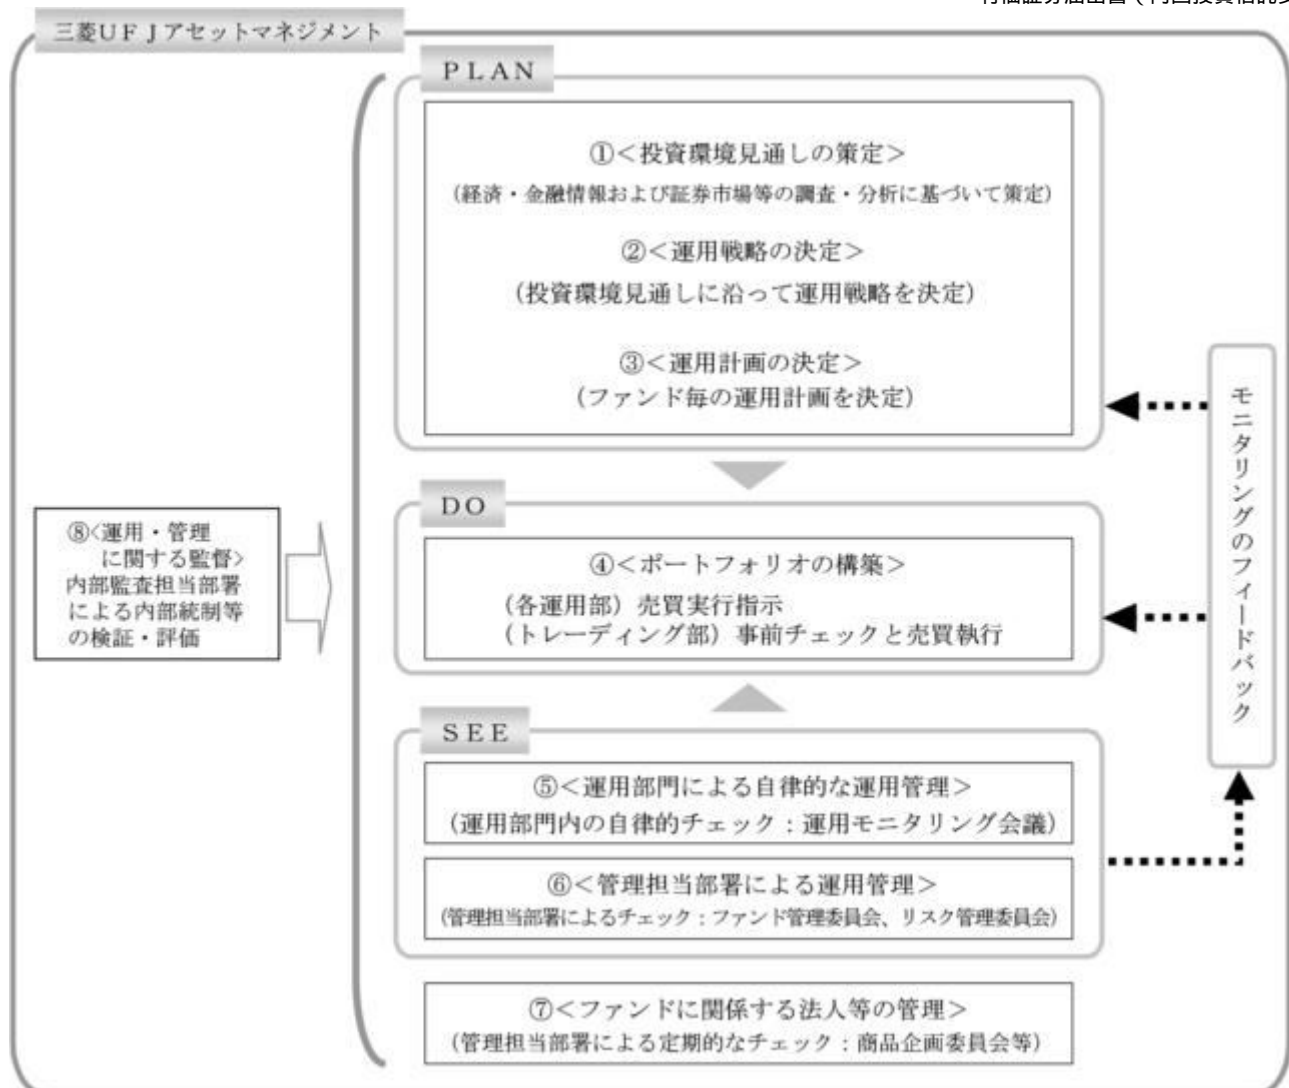 三菱UFJアセットマネジメント
PLAN
①<投資環境見通しの策定>
(経済・金融情報および証券市場等の調査・分析に基づいて策定)
②<運用戦略の決定>
(投資環境見通しに沿って運用戦略を決定)
③<運用計画の決定>
(ファンド毎の運用計画を決定)
DO
④<ポートフォリオの構築>
(各運用部)売買実行指示
(トレーディング部)事前チェックと売買執行
SEE
⑤<運用部門による自律的な運用管理>
(運用部門内の自律的チェック:運用モニタリング会議)
⑥<管理担当部署による運用管理>
(管理担当部署によるチェック:ファンド管理委員会、リスク管理委員会)
⑦<ファンドに関係する法人等の管理>
(管理担当部署による定期的なチェック:商品企画委員会等)
⑧<運用・管理
に関する監督>
内部監査担当部署
による内部統制等
の検証・評価
モニタリングのフィードバック